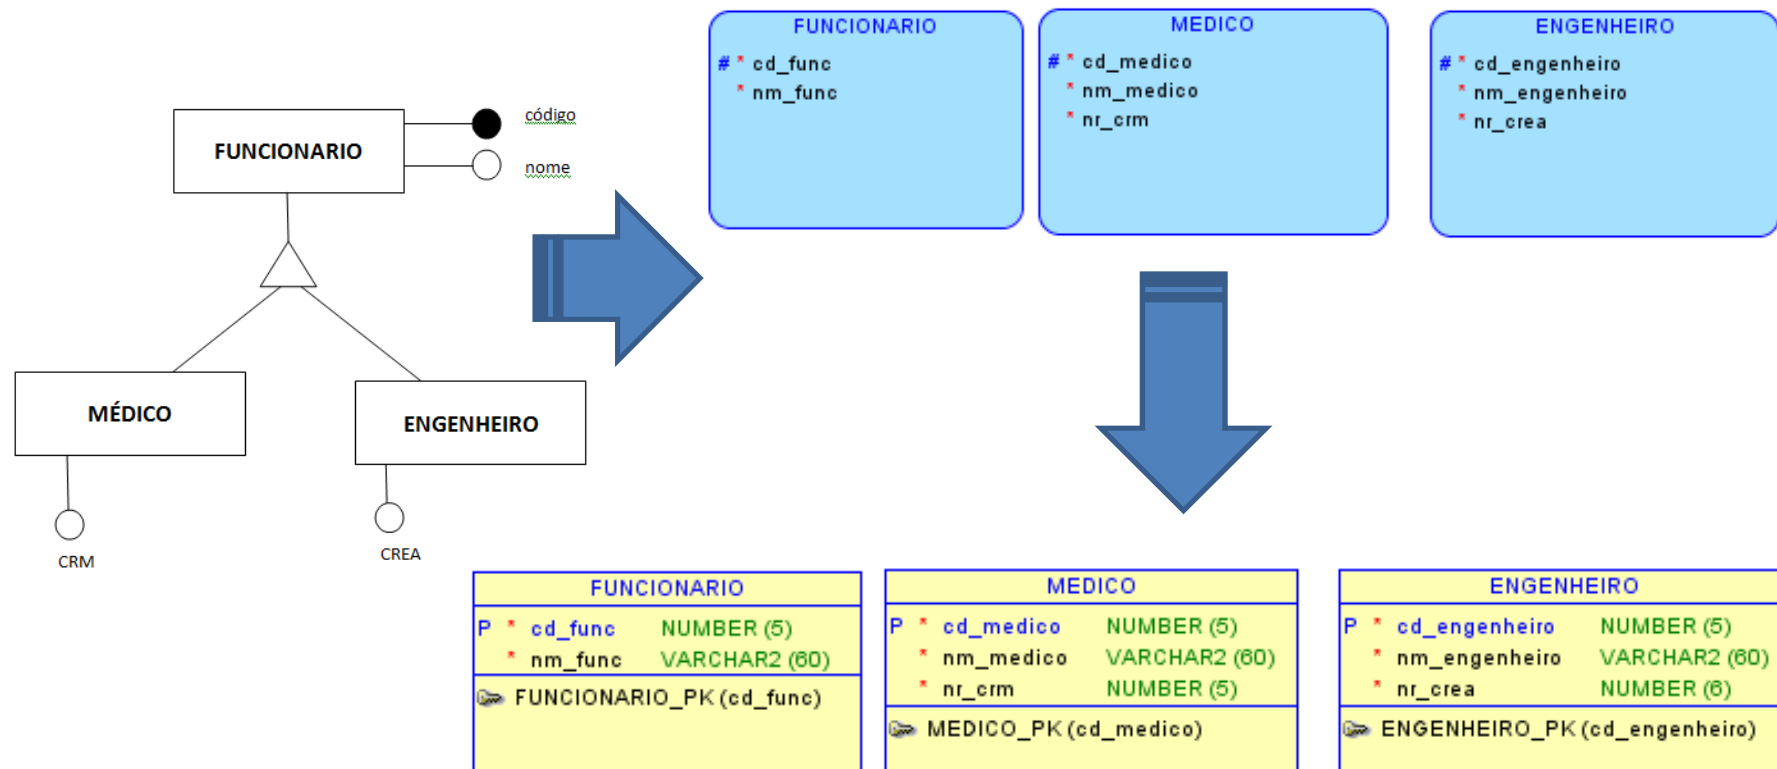 FUNCIONARIO
código
nome
MÉDICO
ENGENHEIRO
CRM
CREA
FUNCIONARIO
# * cd_func
* nm_func
MEDICO
# * cd_medico
* nm_medico
* nr_crm
ENGENHEIRO
# * cd_engenheiro
* nm_engenheiro
* nr_crea
FUNCIONARIO
P * cd_func NUMBER (5)
* nm_func VARCHAR2 (60)
FUNCIONARIO_PK (cd_func)
MEDICO
P * cd_medico NUMBER (5)
* nm_medico VARCHAR2 (60)
* nr_crm NUMBER (5)
MEDICO_PK (cd_medico)
ENGENHEIRO
P * cd_engenheiro NUMBER (5)
* nm_engenheiro VARCHAR2 (60)
* nr_crea NUMBER (6)
ENGENHEIRO_PK (cd_engenheiro)